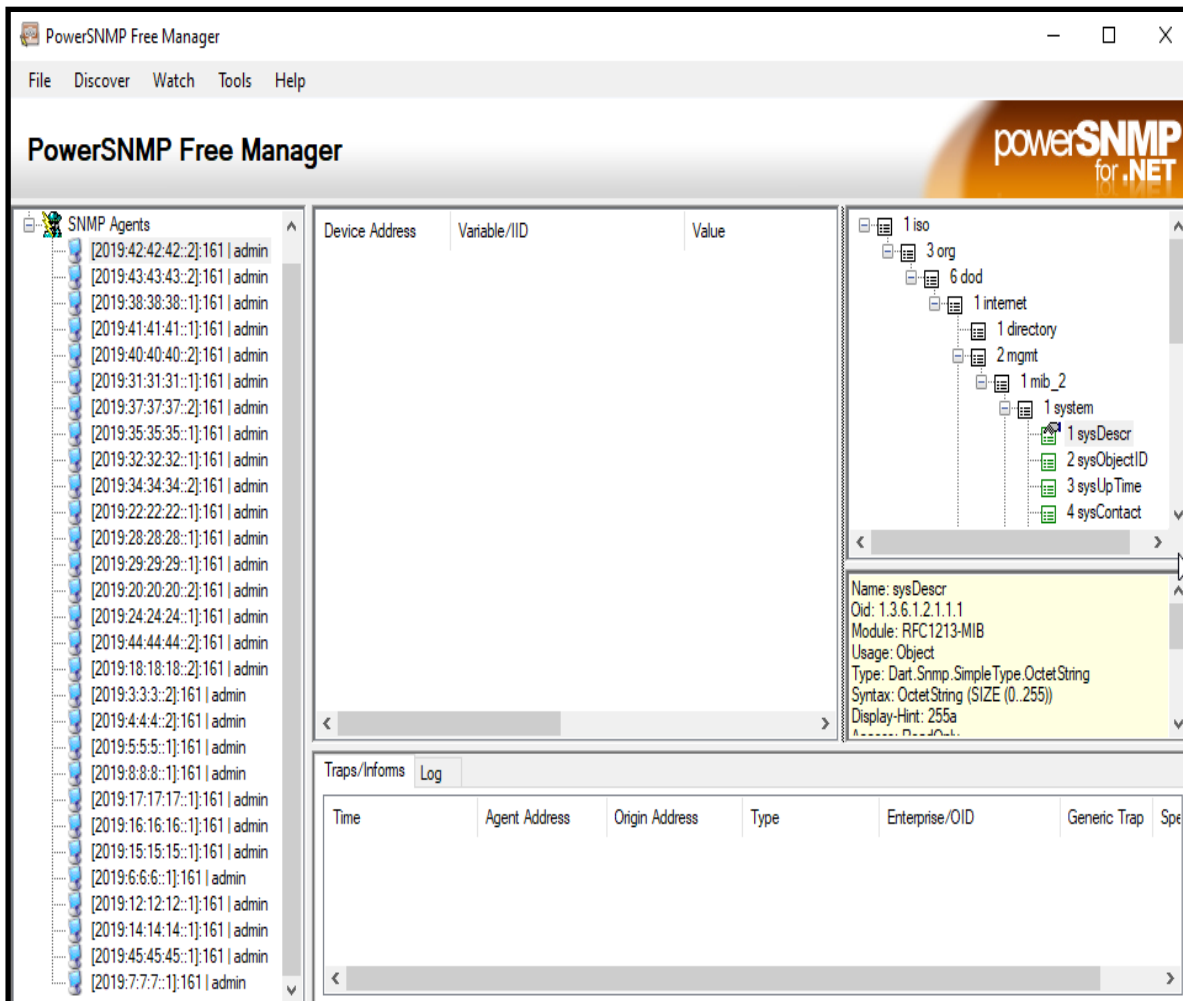 PowerSNMP Free Manager
File Discover Watch Tools Help
PowerSNMP Free Manager
powerSNMP
for .NET
SNMP Agents
[2019:42:42:42::2]:161 | admin
[2019:43:43:43::2]:161 | admin
[2019:38:38:38::1]:161 | admin
[2019:41:41:41::1]:161 | admin
[2019:40:40:40::2]:161 | admin
[2019:31:31:31::1]:161 | admin
[2019:37:37:37::2]:161 | admin
[2019:35:35:35::1]:161 | admin
[2019:32:32:32::1]:161 | admin
[2019:34:34:34::2]:161 | admin
[2019:22:22:22::1]:161 | admin
[2019:28:28:28::1]:161 | admin
[2019:29:29:29::1]:161 | admin
[2019:20:20:20::2]:161 | admin
[2019:24:24:24::1]:161 | admin
[2019:44:44:44::2]:161 | admin
[2019:18:18:18::2]:161 | admin
[2019:3:3:3::2]:161 | admin
[2019:4:4:4::2]:161 | admin
[2019:5:5:5::1]:161 | admin
[2019:8:8:8::1]:161 | admin
[2019:17:17:17::1]:161 | admin
[2019:16:16:16::1]:161 | admin
[2019:15:15:15::1]:161 | admin
[2019:6:6:6::1]:161 | admin
[2019:12:12:12::1]:161 | admin
[2019:14:14:14::1]:161 | admin
[2019:45:45:45::1]:161 | admin
[2019:7:7:7::1]:161 | admin
Device Address Variable/IID Value
1 iso
3 org
6 dod
1 internet
1 directory
2 mgmt
1 mib_2
1 system
1 sysDescr
2 sysObjectID
3 sysUpTime
4 sysContact
Name: sysDescr
Oid: 1.3.6.1.2.1.1.1
Module: RFC1213-MIB
Usage: Object
Type: Dart.Snmp.SimpleType.OctetString
Syntax: OctetString (SIZE (0..255))
Display-Hint: 255a
Access: ReadOnly
Traps/Informs Log
Time Agent Address Origin Address Type Enterprise/OID Generic Trap Spe